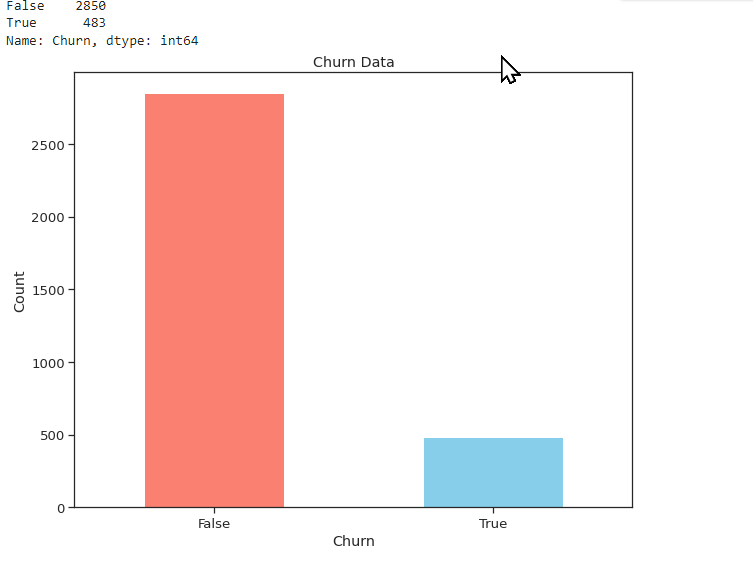 False    2850
True      483
Name: Churn, dtype: int64
Churn Data
2500
2000
1500
1000
500
0
Count
False True
Churn